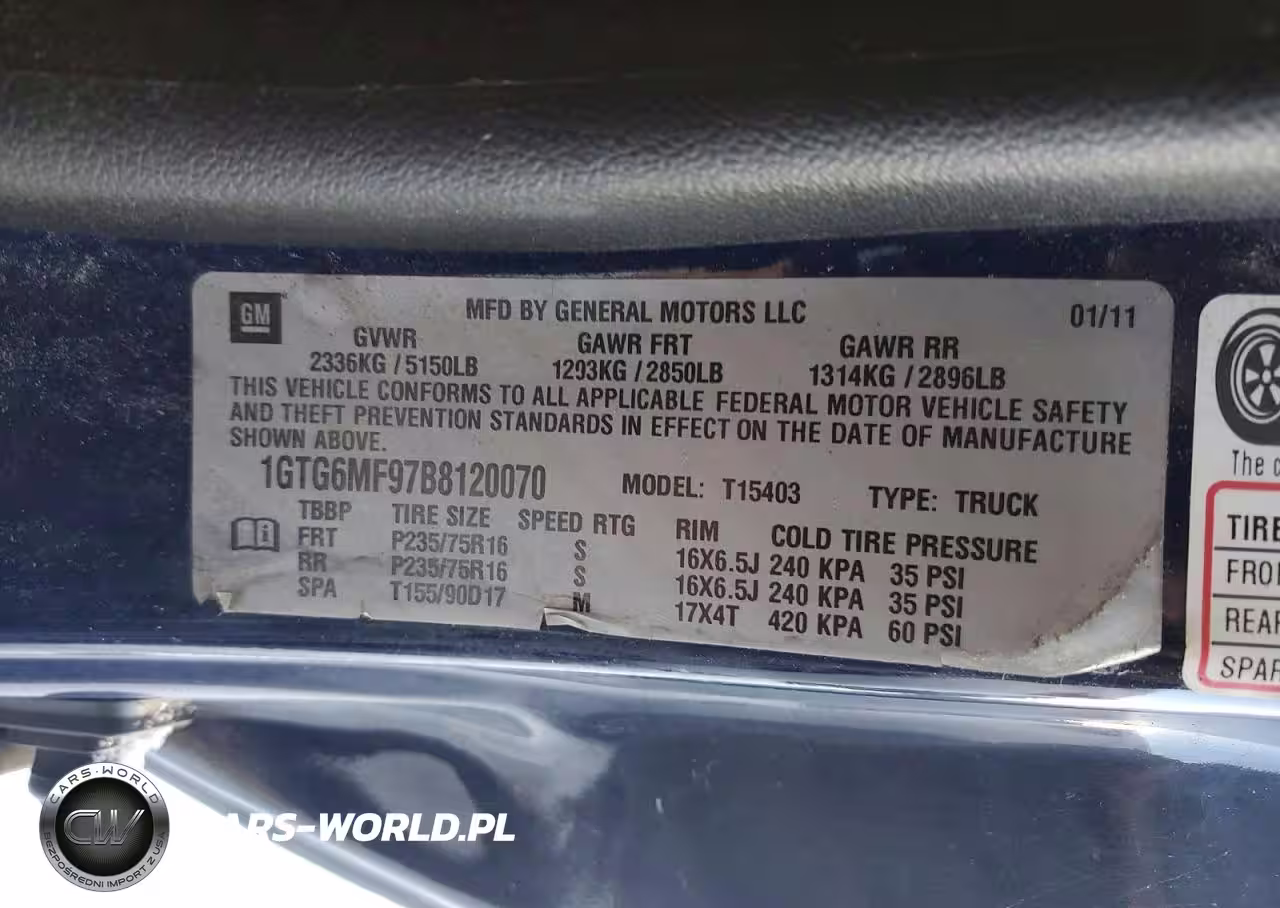 GM
MFD BY GENERAL MOTORS LLC
01/11
GVWR GAWR FRT GAWR RR
2336KG / 5150LB 1293KG / 2850LB 1314KG / 2896LB
THIS VEHICLE CONFORMS TO ALL APPLICABLE FEDERAL MOTOR VEHICLE SAFETY
AND THEFT PREVENTION STANDARDS IN EFFECT ON THE DATE OF MANUFACTURE
SHOWN ABOVE.
1GTG6MF97B8120070 MODEL: T15403 TYPE: TRUCK
TBBP TIRE SIZE SPEED RTG RIM COLD TIRE PRESSURE
FRT P235/75R16 S 16X6.5J 240 KPA 35 PSI
RR P235/75R16 S 16X6.5J 240 KPA 35 PSI
SPA T155/90D17 M 17X4T 420 KPA 60 PSI
The
TIRE
CARS-WORLD
CW
BEZPOŚREDNI IMPORT Z USA
CARS-WORLD.PL